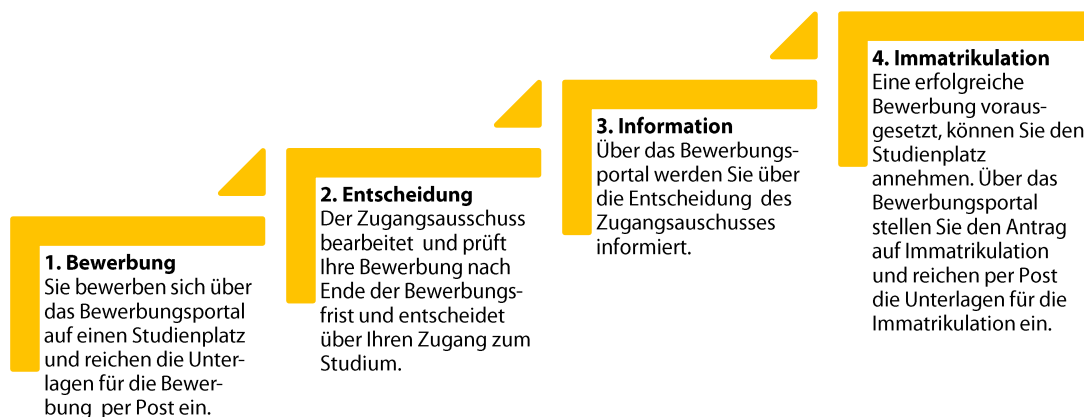 1. Bewerbung
Sie bewerben sich über
das Bewerbungsportal
auf einen Studienplatz
und reichen die Unter-
lagen für die Bewer-
bung per Post ein.
2. Entscheidung
Der Zugangsausschuss
bearbeitet und prüft
Ihre Bewerbung nach
Ende der Bewerbungs-
frist und entscheidet
über Ihren Zugang zum
Studium.
3. Information
Über das Bewerbungs-
portal werden Sie über
die Entscheidung des
Zugangsauschusses
informiert.
4. Immatrikulation
Eine erfolgreiche
Bewerbung voraus-
gesetzt, können Sie den
Studienplatz
annehmen. Über das
Bewerbungsportal
stellen Sie den Antrag
auf Immatrikulation
und reichen per Post
die Unterlagen für die
Immatrikulation ein.